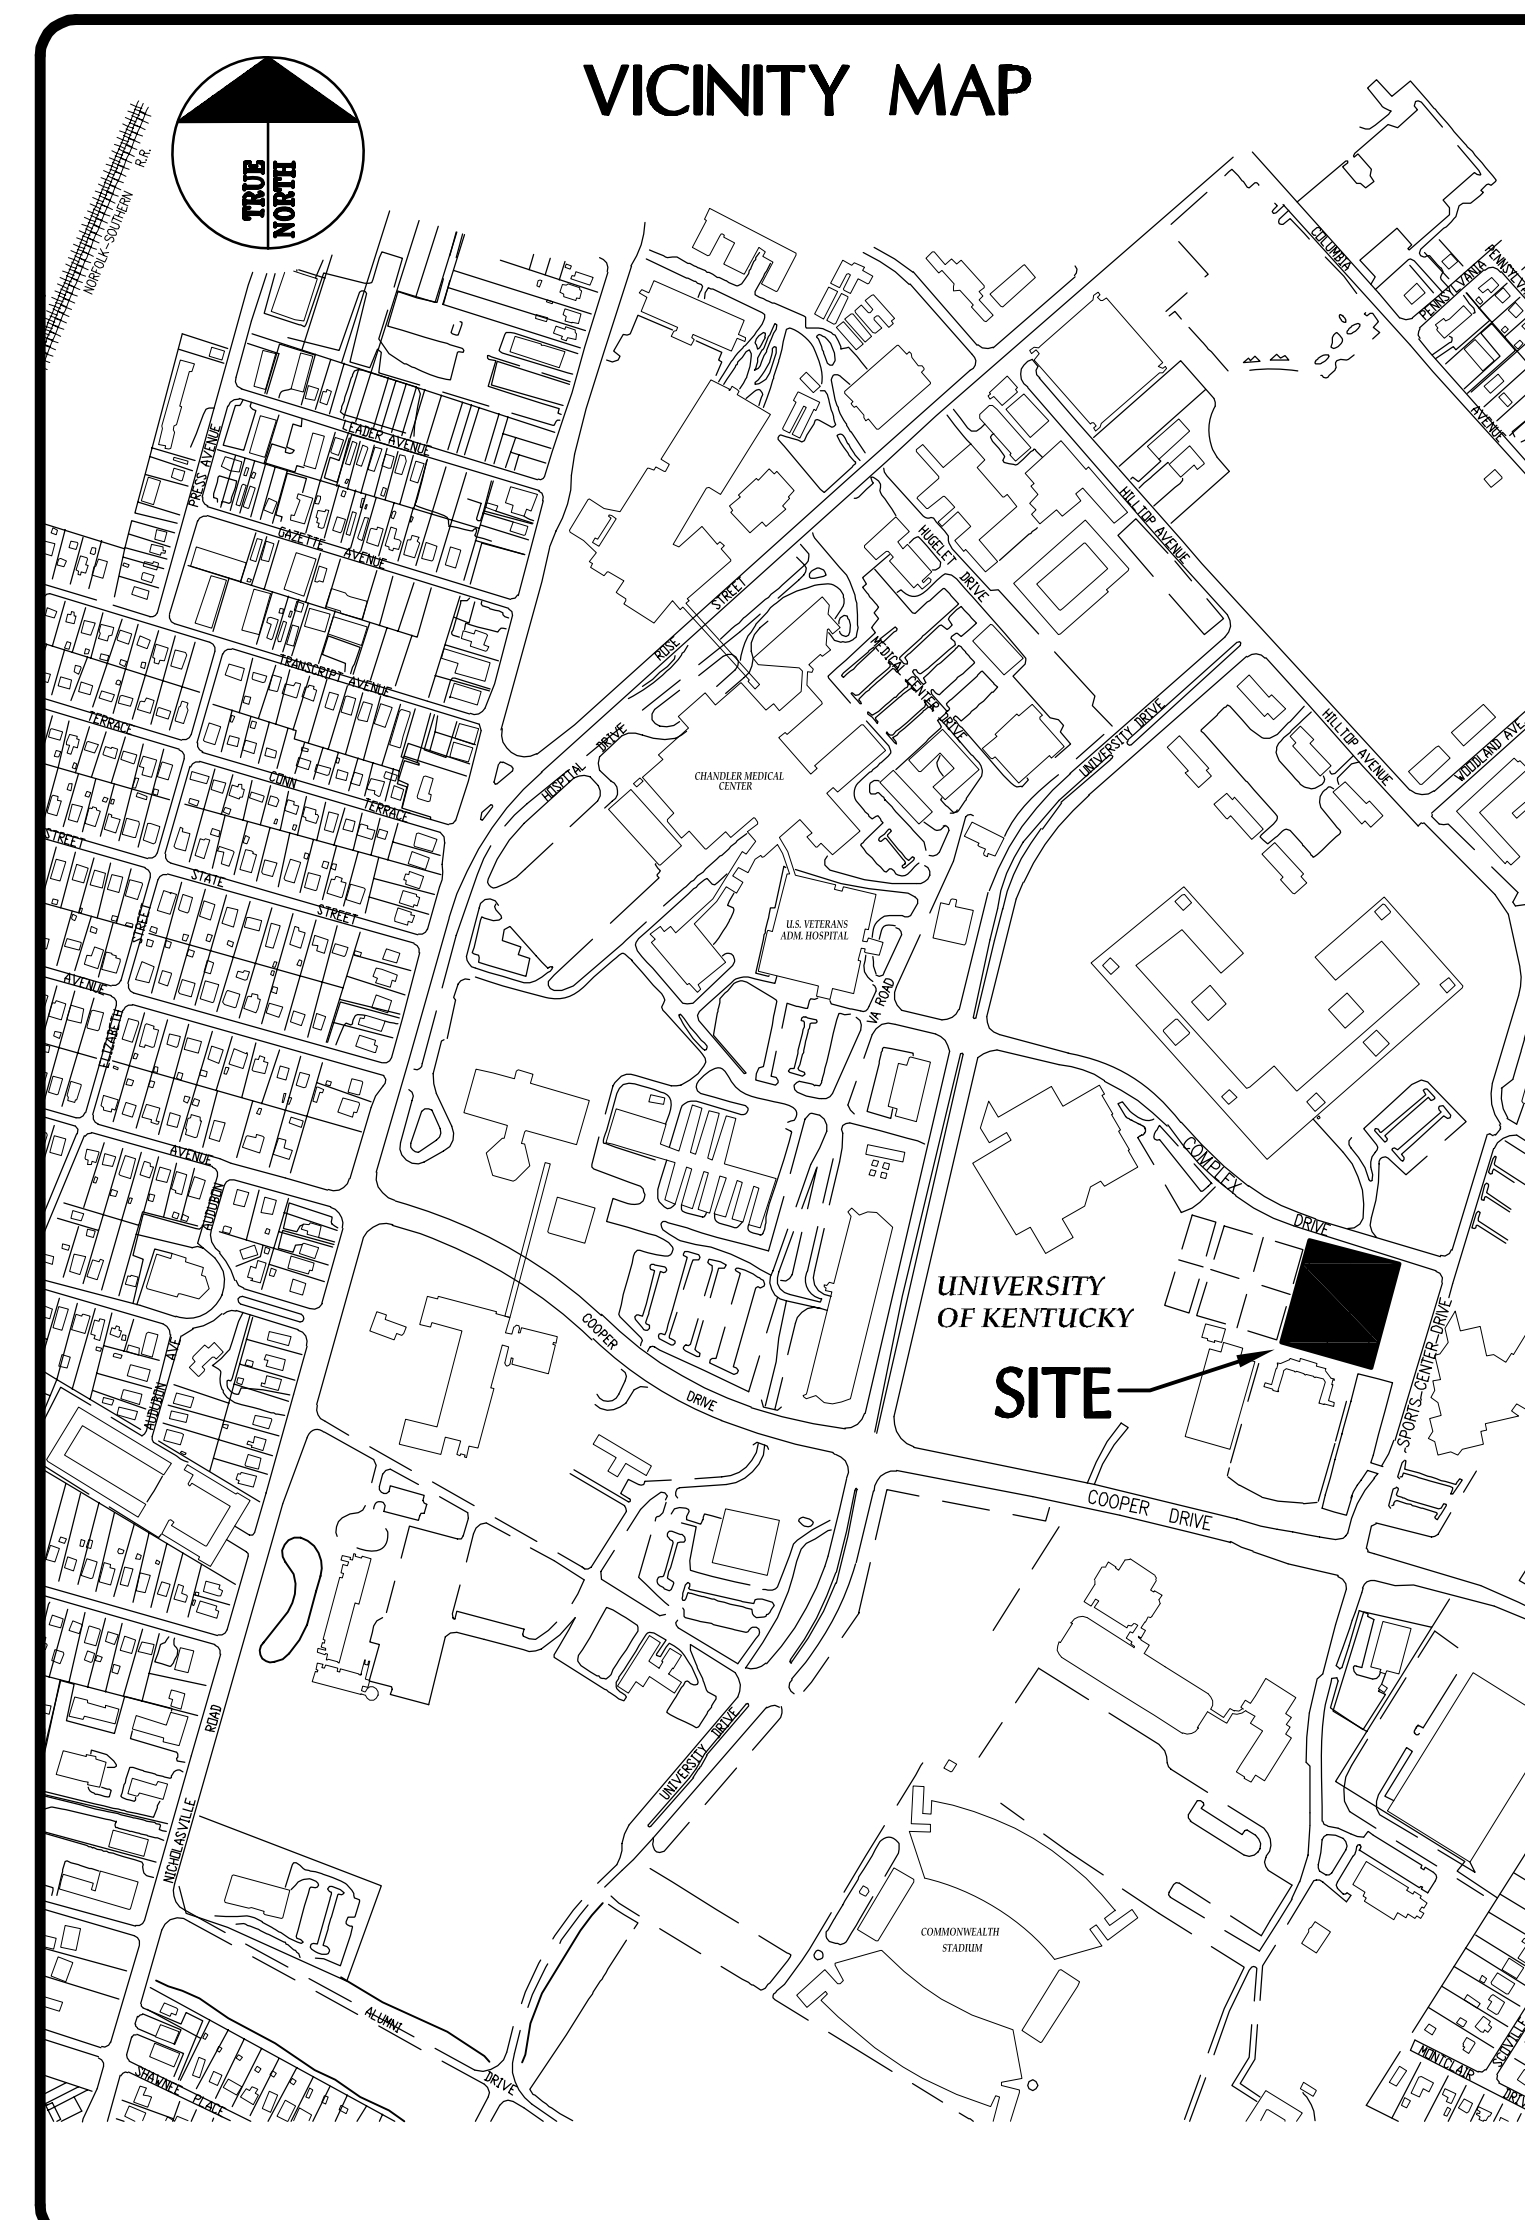 VICINITY MAP
TRUE
NORTH
R.R.
NORFOLK-SOUTHERN
COLUMBIA
PENNSYLVANIA
AVENUE
LEADER AVENUE
PRESS AVENUE
GAZETTE AVENUE
HILLTOP AVENUE
HUGELET DRIVE
ROSE STREET
MEDICAL CENTER DRIVE
TRANSCRIPT AVENUE
TERRACE
HOSPITAL DRIVE
UNIVERSITY DRIVE
HILLTOP AVENUE
WOODLAND AVE.
CHANDLER MEDICAL
CENTER
CONN TERRACE
STREET
STATE STREET
STREET
U.S. VETERANS
ADM. HOSPITAL
AVENUE
VA ROAD
ELIZABETH
AVENUE
COMPLEX DRIVE
AUDUBON
UNIVERSITY
OF KENTUCKY
SITE
COOPER DRIVE
SPORTS CENTER DRIVE
AUDUBON AVE
COOPER DRIVE
NICHOLASVILLE ROAD
UNIVERSITY DRIVE
COMMONWEALTH
STADIUM
ALUMNI DRIVE
SHAWNEE PLACE
MONTCLAIR